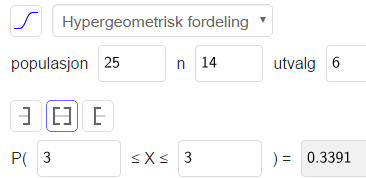 Hypergeometrisk fordeling
populasjon 25 n 14 utvalg 6
P( 3 ≤ X ≤ 3 ) = 0.3391